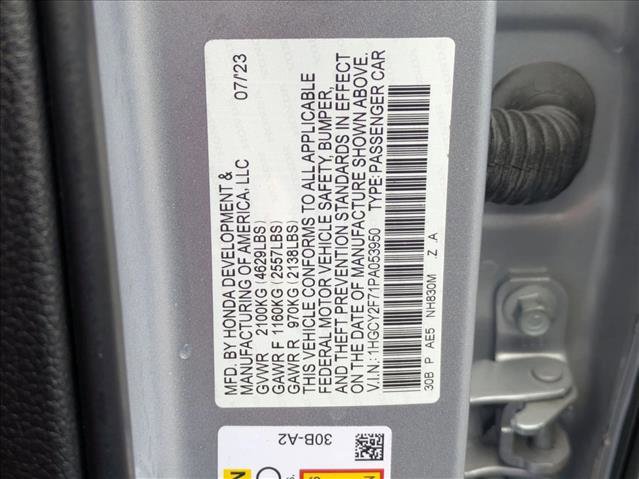 MFD. BY HONDA DEVELOPMENT &
MANUFACTURING OF AMERICA, LLC 07/23
GVWR 2100KG (4629LBS)
GAWR F 1160KG (2557LBS)
GAWR R 970KG (2138LBS)
THIS VEHICLE CONFORMS TO ALL APPLICABLE
FEDERAL MOTOR VEHICLE SAFETY, BUMPER,
AND THEFT PREVENTION STANDARDS IN EFFECT
ON THE DATE OF MANUFACTURE SHOWN ABOVE.
V.I.N.: 1HGCY2F71PA053950 TYPE: PASSENGER CAR
30B P AE5 NH830M Z .A
30B-A2